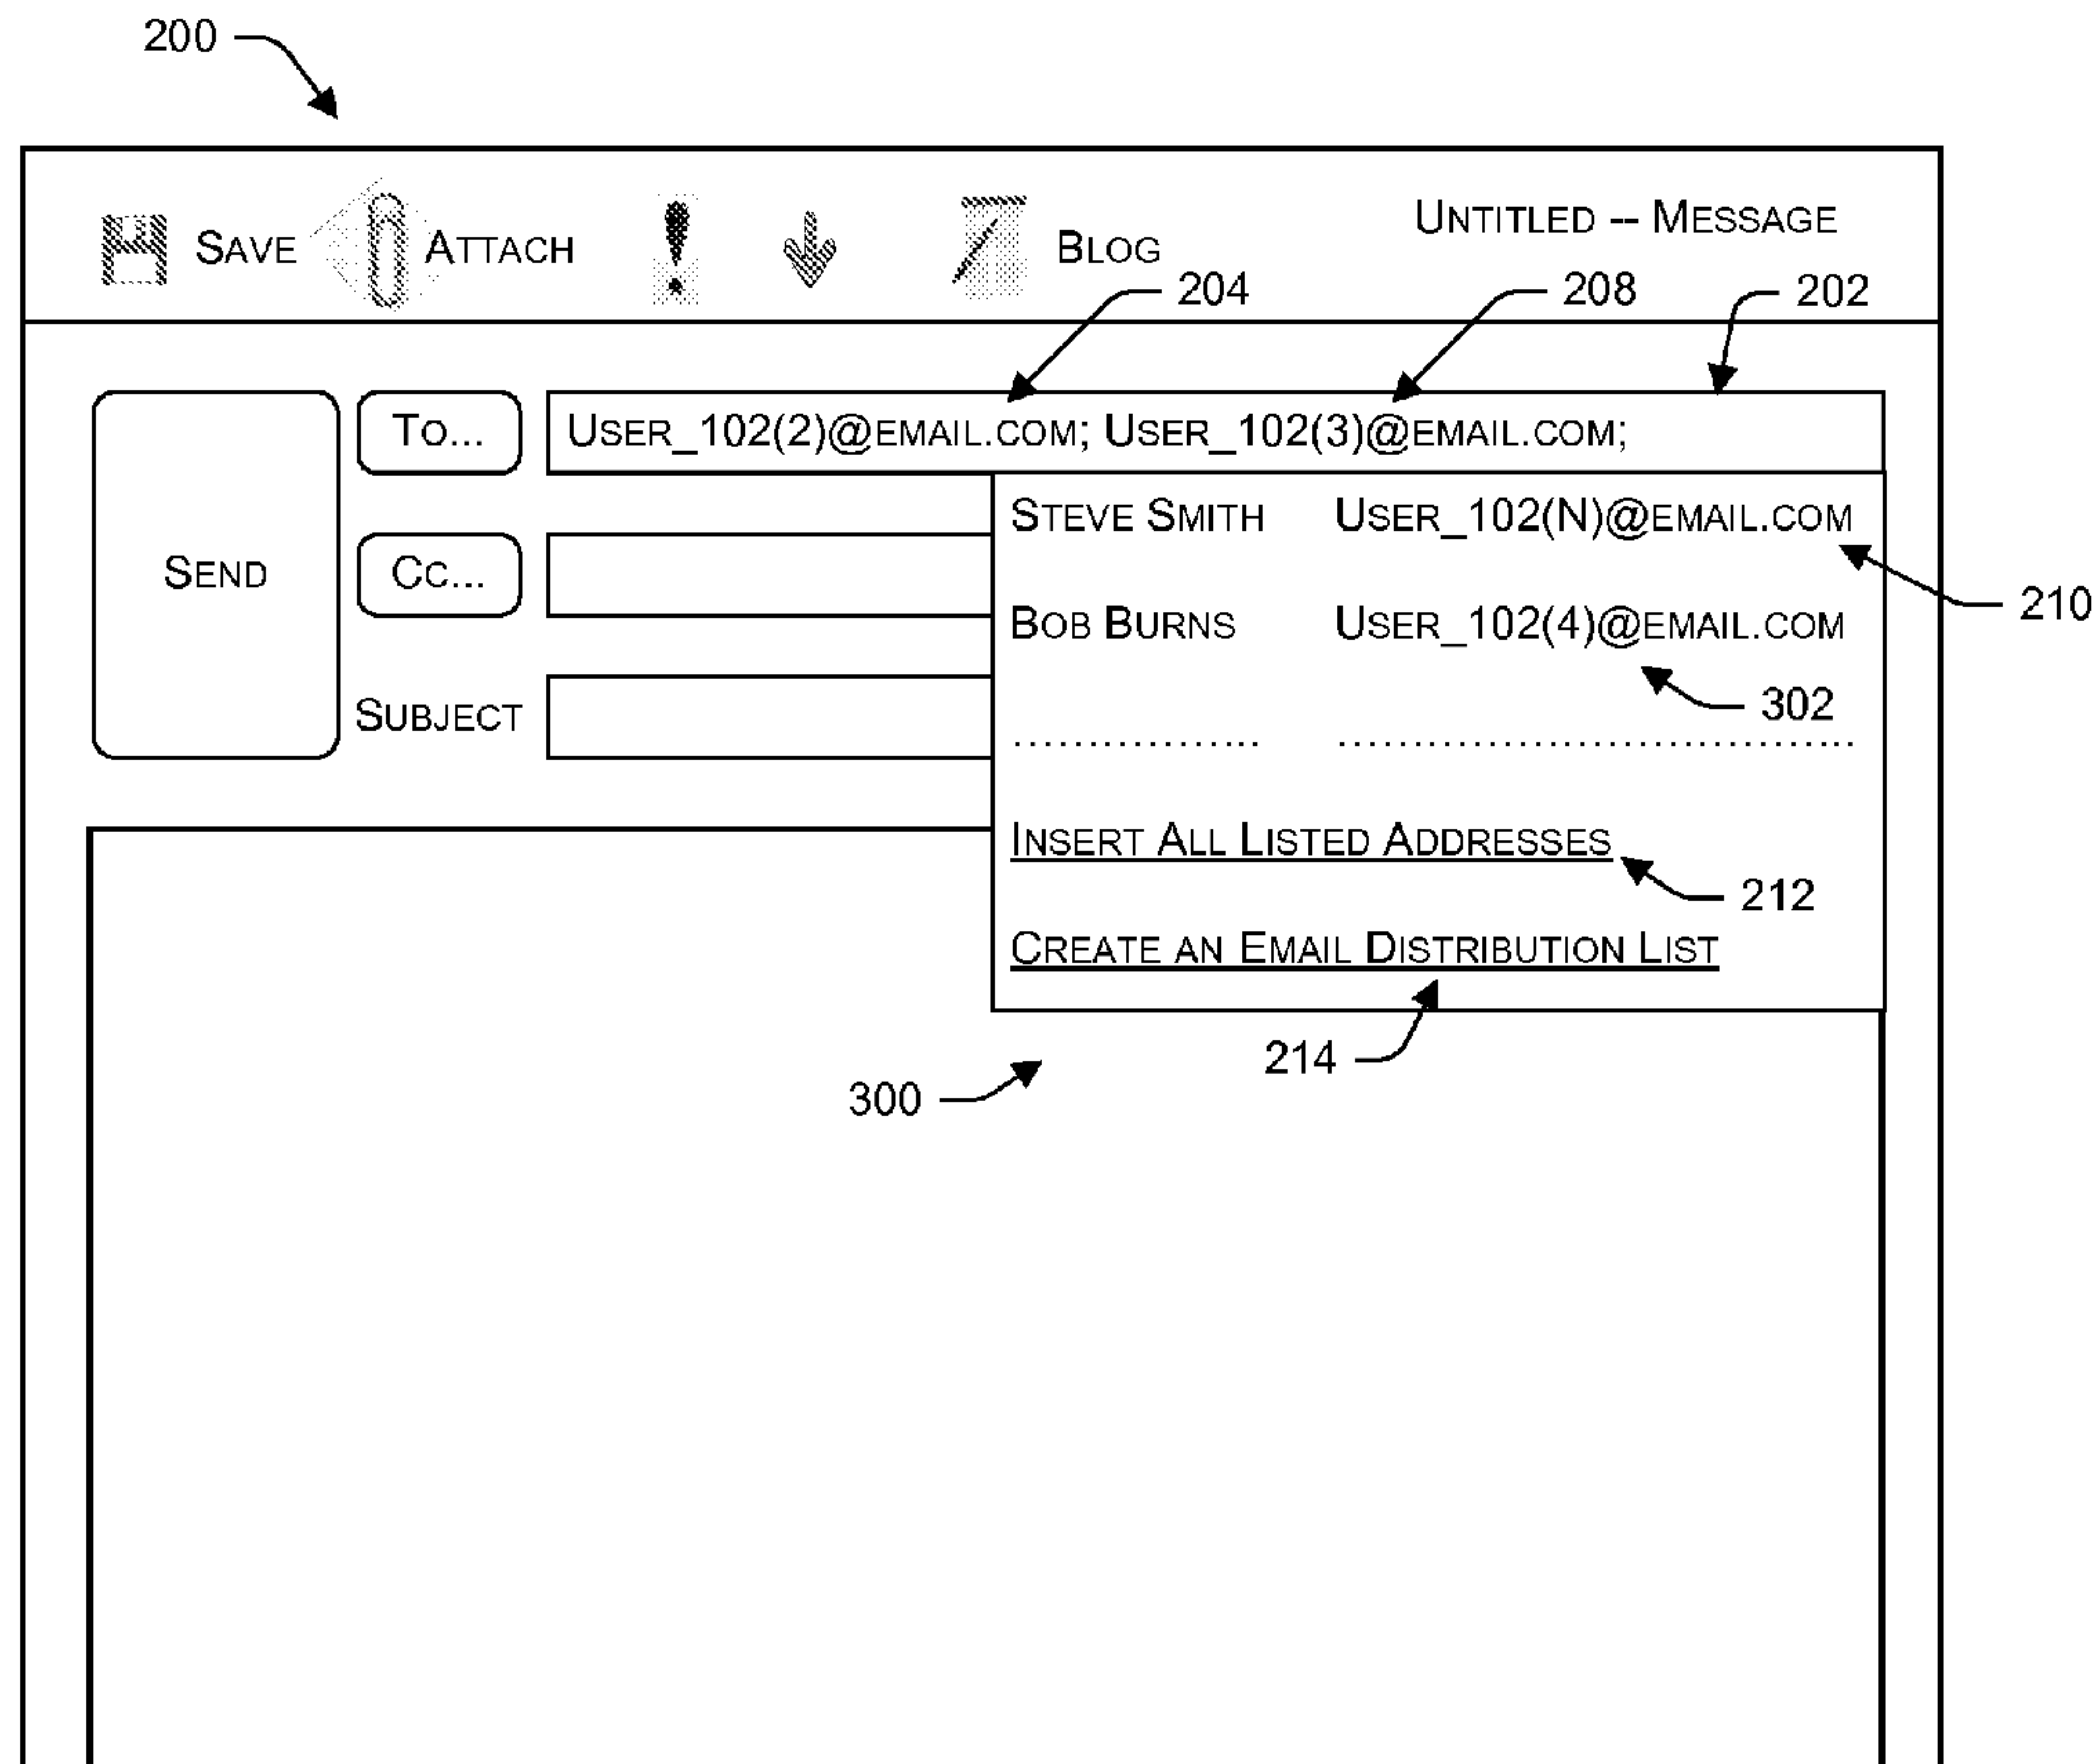 200
SAVE ATTACH BLOG UNTITLED -- MESSAGE
204 208 202
TO... USER_102(2)@EMAIL.COM; USER_102(3)@EMAIL.COM;
STEVE SMITH USER_102(N)@EMAIL.COM
SEND CC...
210
BOB BURNS USER_102(4)@EMAIL.COM
302
SUBJECT
INSERT ALL LISTED ADDRESSES
212
CREATE AN EMAIL DISTRIBUTION LIST
214
300